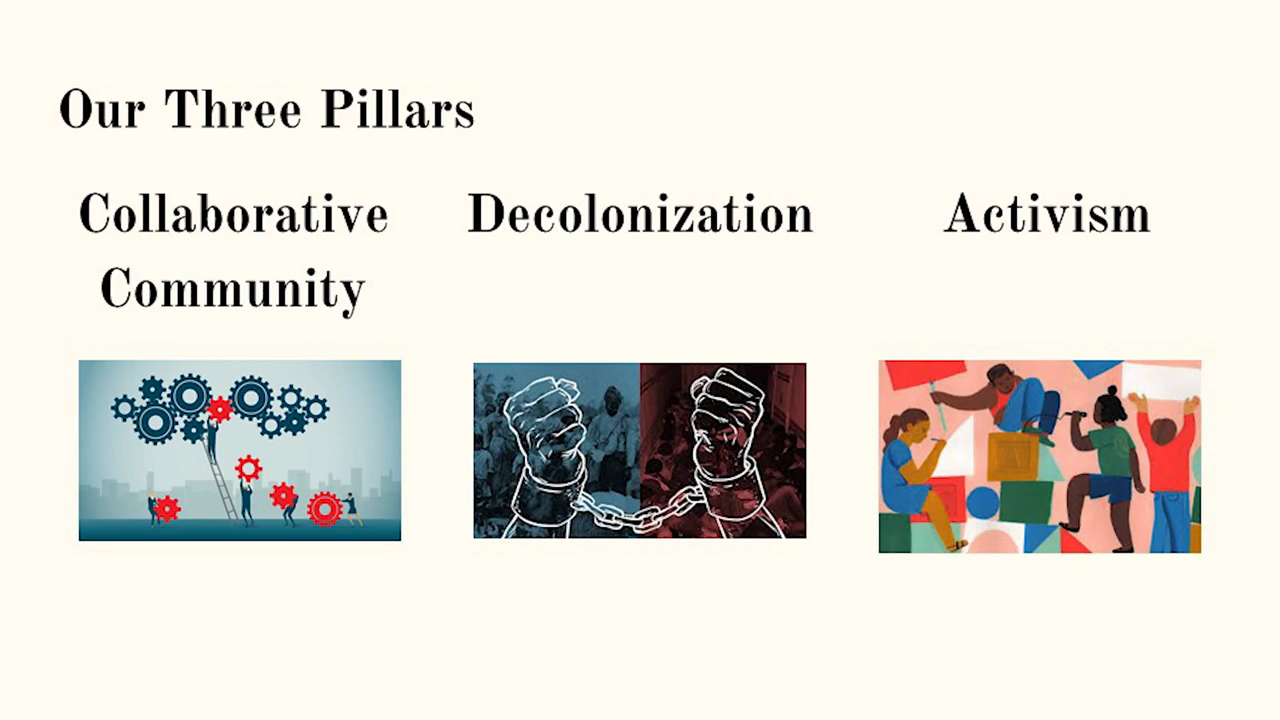 Our Three Pillars
Collaborative
Community
Decolonization
Activism